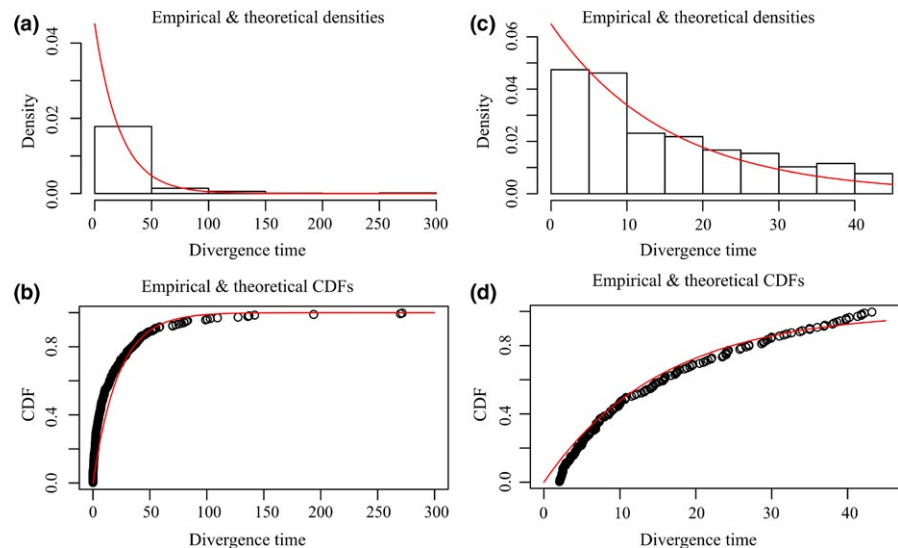 (a) Empirical & theoretical densities
0.04
0.02
0.00
Density
0 50 100 150 200 250 300
Divergence time
(c) Empirical & theoretical densities
0.06
0.04
0.02
0.00
Density
0 10 20 30 40
Divergence time
(b) Empirical & theoretical CDFs
0.8
0.4
0.0
CDF
0 50 100 150 200 250 300
Divergence time
(d) Empirical & theoretical CDFs
0.8
0.4
0.0
CDF
0 10 20 30 40
Divergence time